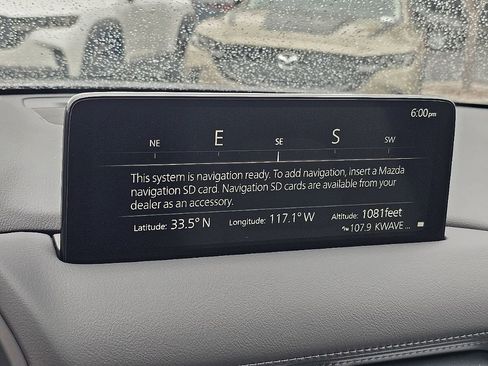 6:00pm
NE E SE S SW
This system is navigation ready. To add navigation, insert a Mazda
navigation SD card. Navigation SD cards are available from your
dealer as an accessory.
Latitude: 33.5° N Longitude: 117.1° W Altitude: 1081feet
107.9 KWAVE ...